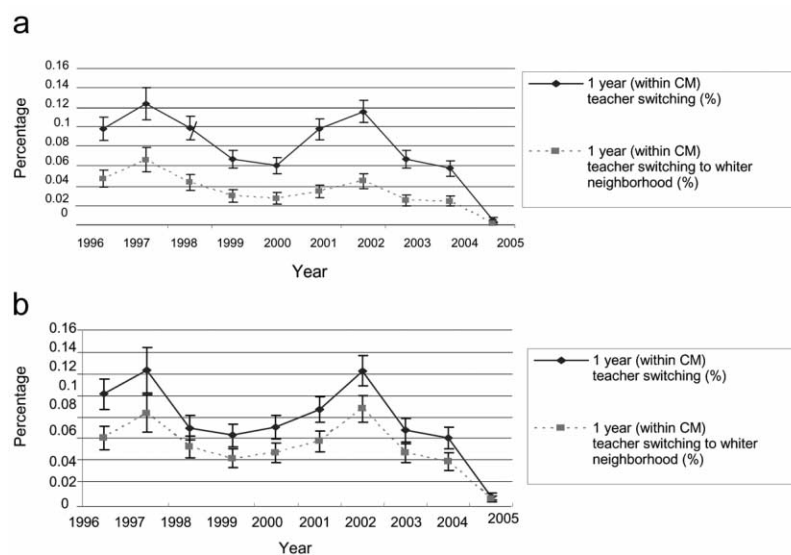 a
0.16
0.14
0.12
0.1
0.08
0.06
0.04
0.02
0
Percentage
1996 1997 1998 1999 2000 2001 2002 2003 2004 2005
Year
1 year (within CM)
teacher switching (%)
1 year (within CM)
teacher switching to whiter
neighborhood (%)
b
0.16
0.14
0.12
0.1
0.08
0.06
0.04
0.02
0
Percentage
1996 1997 1998 1999 2000 2001 2002 2003 2004 2005
Year
1 year (within CM)
teacher switching (%)
1 year (within CM)
teacher switching to whiter
neighborhood (%)